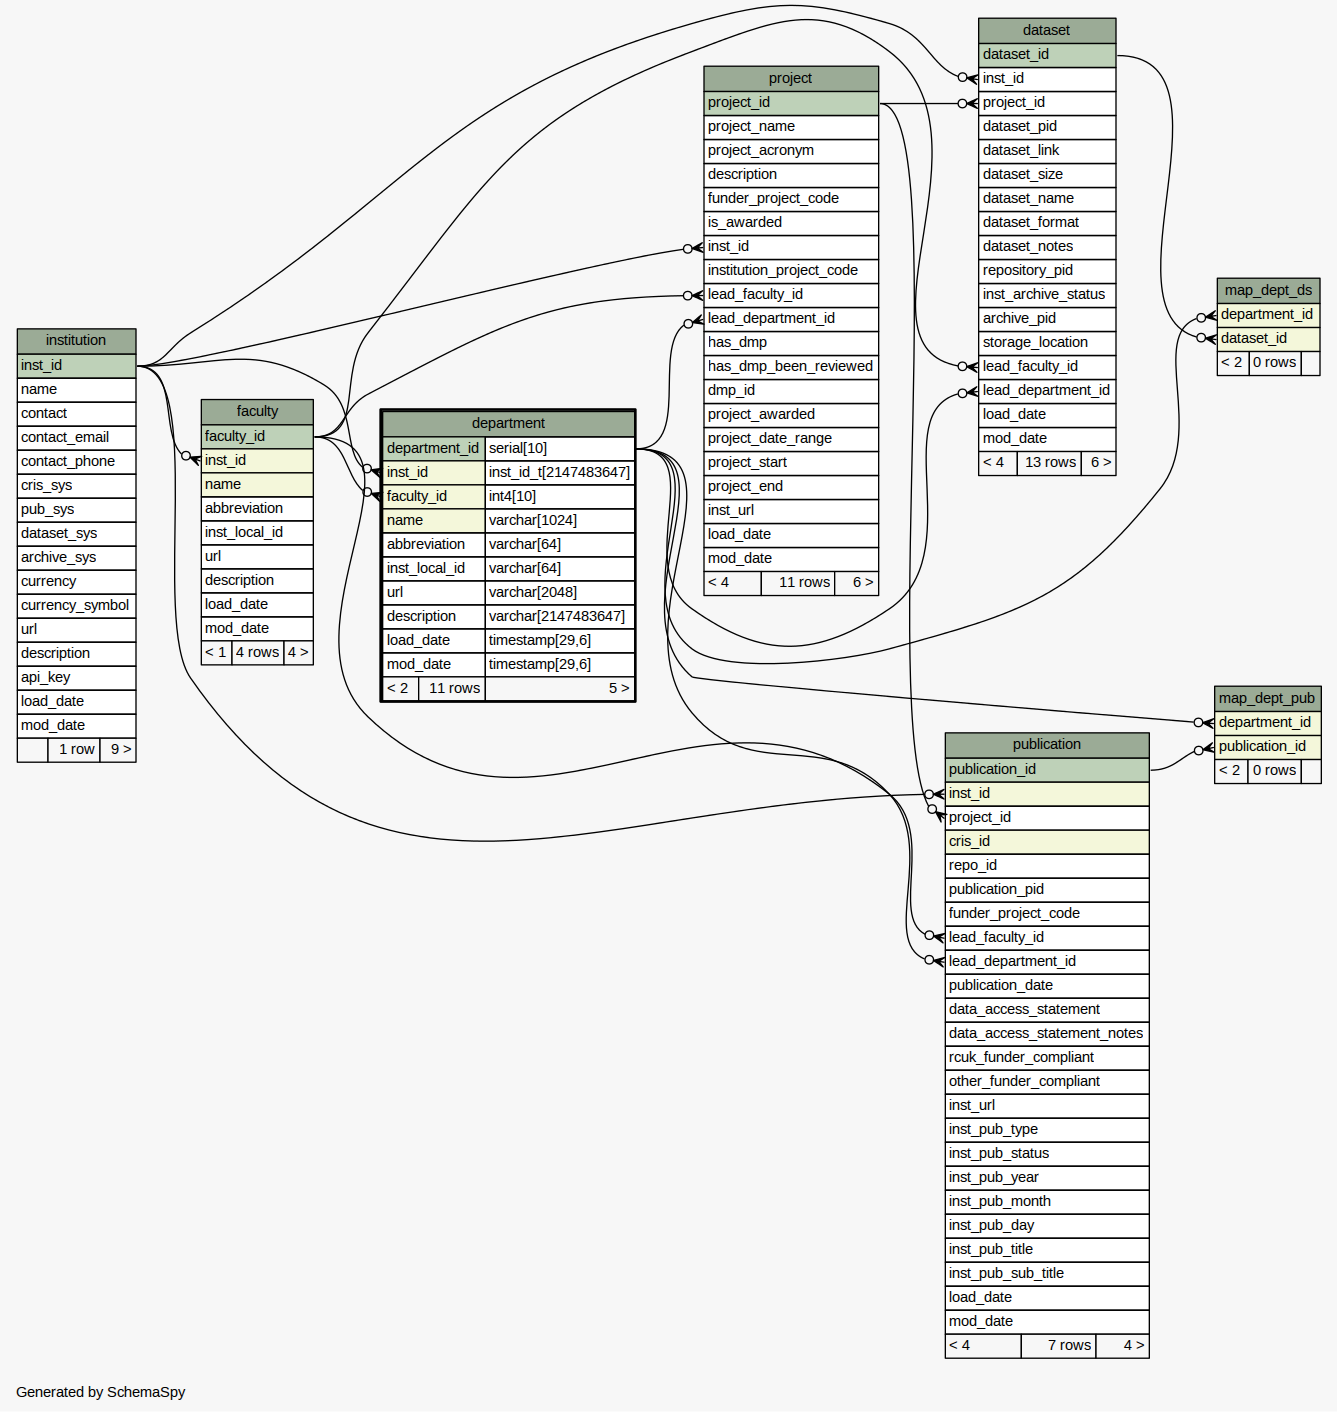 institution
inst_id
name
contact
contact_email
contact_phone
cris_sys
pub_sys
dataset_sys
archive_sys
currency
currency_symbol
url
description
api_key
load_date
mod_date
1 row 9 >
faculty
faculty_id
inst_id
name
abbreviation
inst_local_id
url
description
load_date
mod_date
< 1 4 rows 4 >
department
department_id serial[10]
inst_id inst_id_t[2147483647]
faculty_id int4[10]
name varchar[1024]
abbreviation varchar[64]
inst_local_id varchar[64]
url varchar[2048]
description varchar[2147483647]
load_date timestamp[29,6]
mod_date timestamp[29,6]
< 2 11 rows 5 >
project
project_id
project_name
project_acronym
description
funder_project_code
is_awarded
inst_id
institution_project_code
lead_faculty_id
lead_department_id
has_dmp
has_dmp_been_reviewed
dmp_id
project_awarded
project_date_range
project_start
project_end
inst_url
load_date
mod_date
< 4 11 rows 6 >
dataset
dataset_id
inst_id
project_id
dataset_pid
dataset_link
dataset_size
dataset_name
dataset_format
dataset_notes
repository_pid
inst_archive_status
archive_pid
storage_location
lead_faculty_id
lead_department_id
load_date
mod_date
< 4 13 rows 6 >
map_dept_ds
department_id
dataset_id
< 2 0 rows
map_dept_pub
department_id
publication_id
< 2 0 rows
publication
publication_id
inst_id
project_id
cris_id
repo_id
publication_pid
funder_project_code
lead_faculty_id
lead_department_id
publication_date
data_access_statement
data_access_statement_notes
rcuk_funder_compliant
other_funder_compliant
inst_url
inst_pub_type
inst_pub_status
inst_pub_year
inst_pub_month
inst_pub_day
inst_pub_title
inst_pub_sub_title
load_date
mod_date
< 4 7 rows 4 >
Generated by SchemaSpy